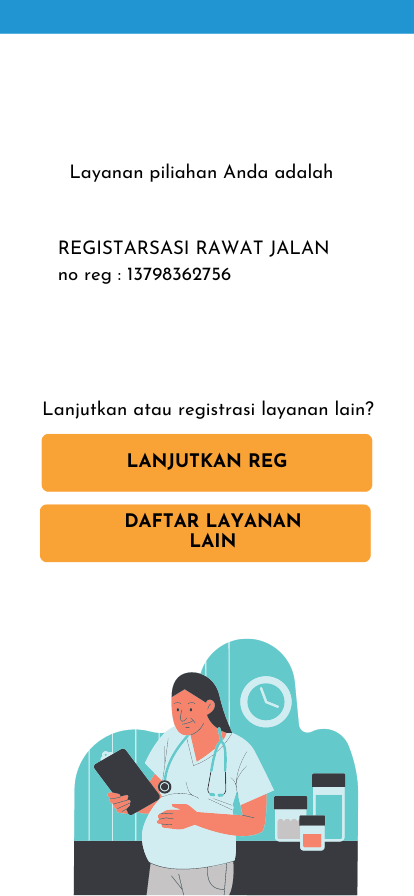 Layanan piliahan Anda adalah
REGISTARSASI RAWAT JALAN
no reg : 13798362756
Lanjutkan atau registrasi layanan lain?
LANJUTKAN REG
DAFTAR LAYANAN
LAIN